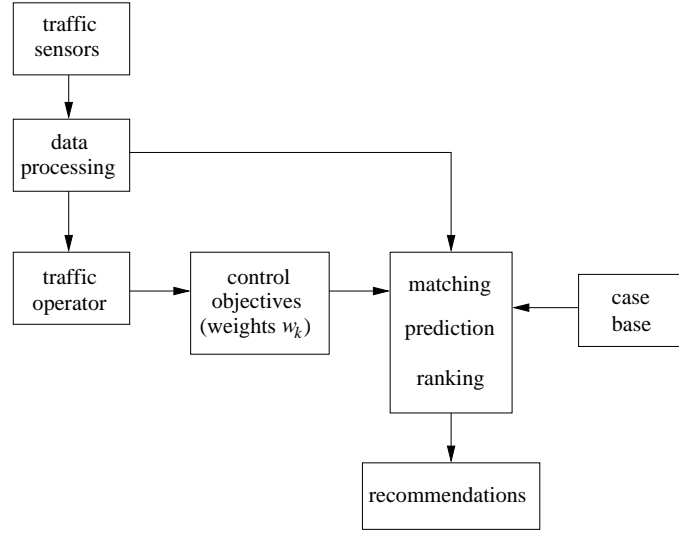 traffic
sensors
data
processing
traffic
operator
control
objectives
(weights w_k)
matching
prediction
ranking
case
base
recommendations